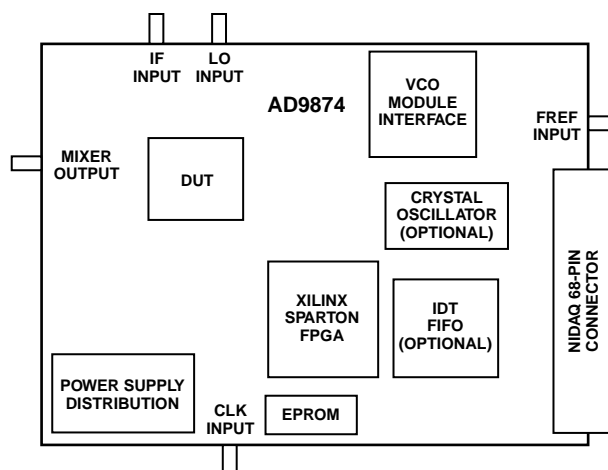 IF
INPUT
LO
INPUT
AD9874
VCO
MODULE
INTERFACE
FREF
INPUT
MIXER
OUTPUT
DUT
CRYSTAL
OSCILLATOR
(OPTIONAL)
NIDAQ 68-PIN
CONNECTOR
XILINX
SPARTON
FPGA
IDT
FIFO
(OPTIONAL)
POWER SUPPLY
DISTRIBUTION
CLK
INPUT
EPROM